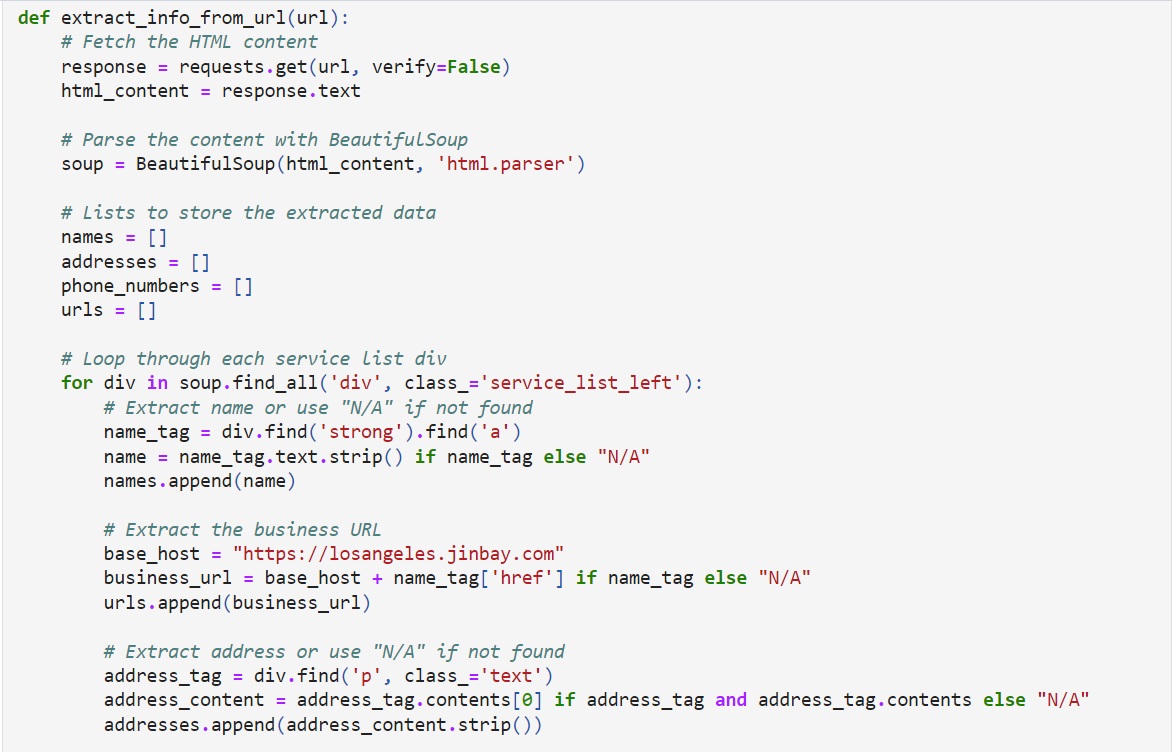 def extract_info_from_url(url):
    # Fetch the HTML content
    response = requests.get(url, verify=False)
    html_content = response.text

    # Parse the content with BeautifulSoup
    soup = BeautifulSoup(html_content, 'html.parser')

    # Lists to store the extracted data
    names = []
    addresses = []
    phone_numbers = []
    urls = []

    # Loop through each service list div
    for div in soup.find_all('div', class_='service_list_left'):
        # Extract name or use "N/A" if not found
        name_tag = div.find('strong').find('a')
        name = name_tag.text.strip() if name_tag else "N/A"
        names.append(name)

        # Extract the business URL
        base_host = "https://losangeles.jinbay.com"
        business_url = base_host + name_tag['href'] if name_tag else "N/A"
        urls.append(business_url)

        # Extract address or use "N/A" if not found
        address_tag = div.find('p', class_='text')
        address_content = address_tag.contents[0] if address_tag and address_tag.contents else "N/A"
        addresses.append(address_content.strip())